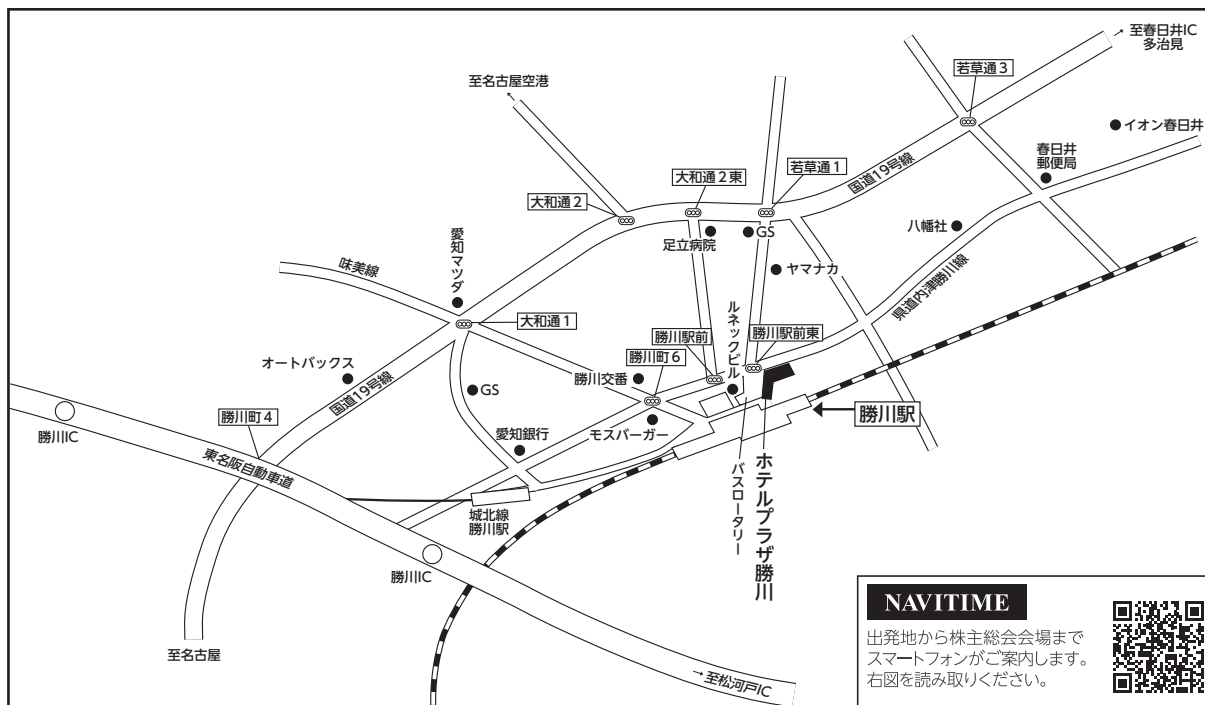 至春日井IC
多治見
若草通3
至名古屋空港
イオン春日井
春日井
郵便局
国道19号線
若草通1
大和通2東
大和通2
足立病院
GS
八幡社
愛知マツダ
味美線
ヤマナカ
県道内津勝川線
大和通1
ルネックビル
勝川駅前
勝川駅前東
勝川町6
オートバックス
勝川交番
国道19号線
GS
勝川駅
勝川IC
勝川町4
愛知銀行
モスバーガー
東名阪自動車道
バスロータリー
ホテルプラザ勝川
城北線
勝川駅
勝川IC
至名古屋
→至松河戸IC
NAVITIME
出発地から株主総会会場まで
スマートフォンがご案内します。
右図を読み取りください。